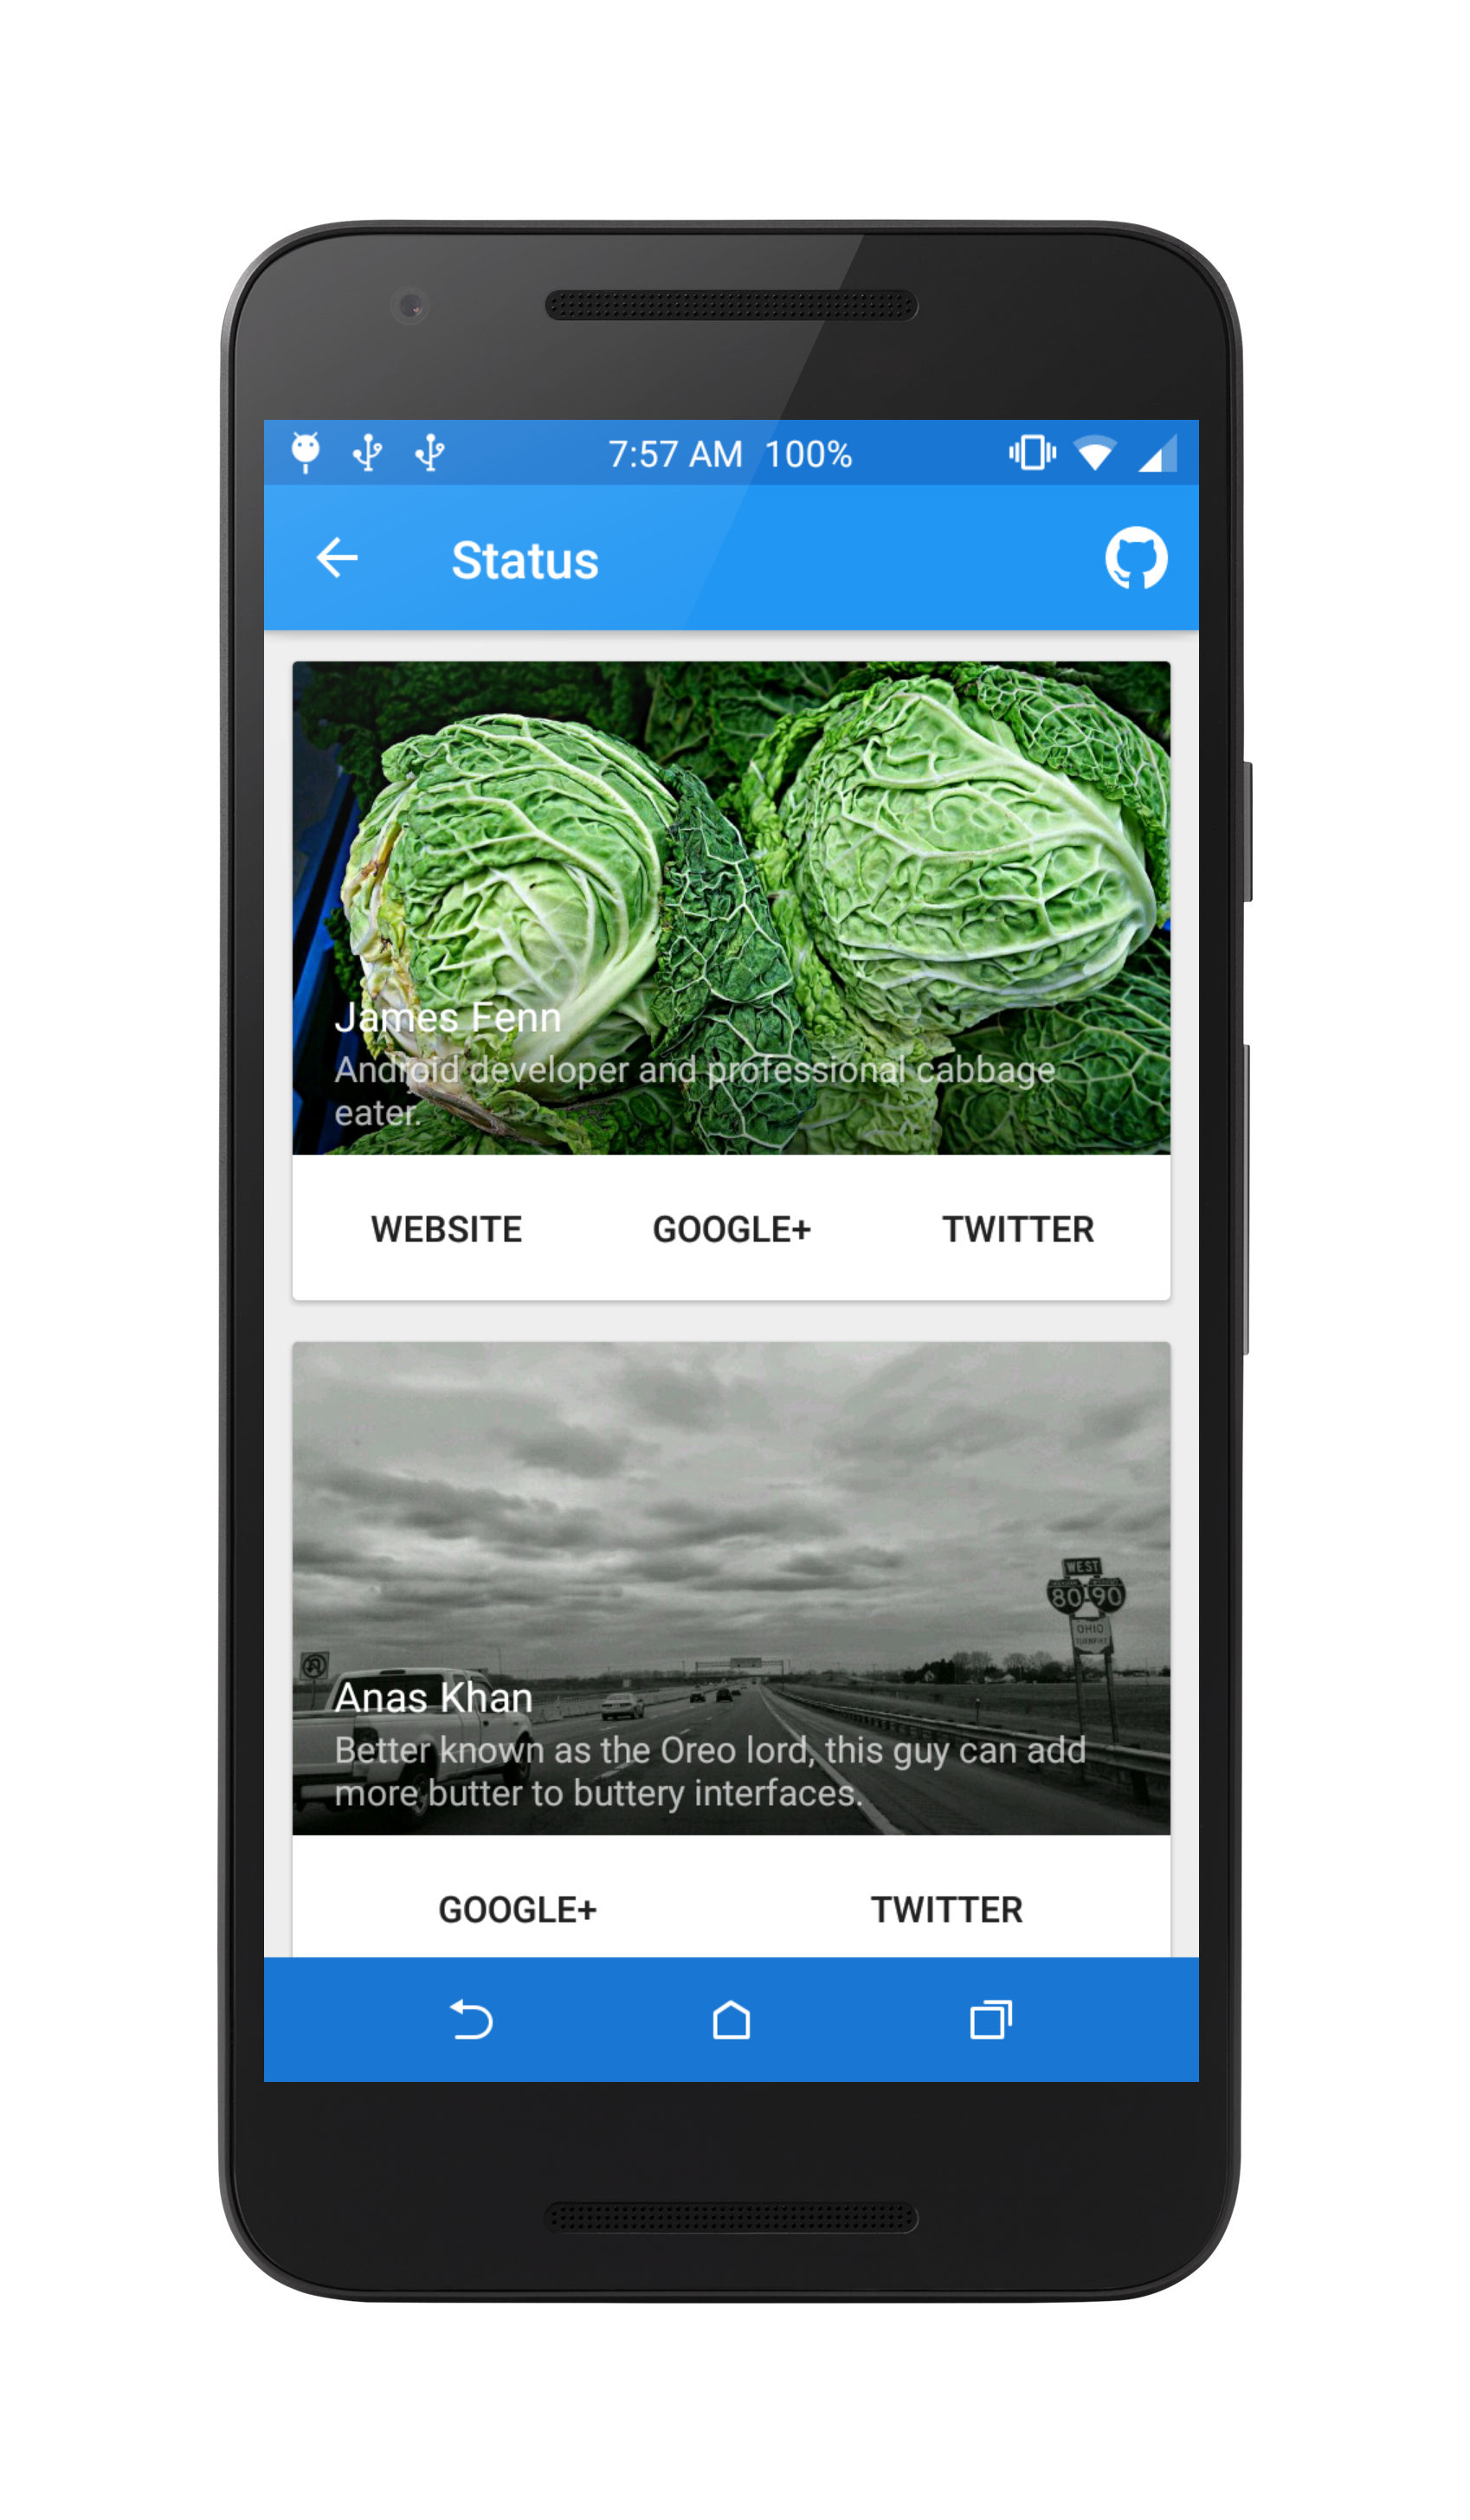 7:57 AM 100%
Status
James Fenn
Android developer and professional cabbage
eater.
WEBSITE GOOGLE+ TWITTER
WEST
80 90
OHIO
TURNPIKE
Anas Khan
Better known as the Oreo lord, this guy can add
more butter to buttery interfaces.
GOOGLE+ TWITTER